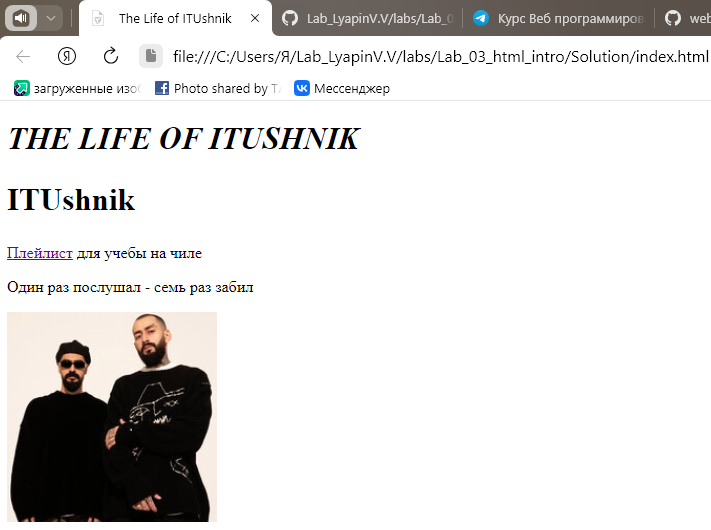 The Life of ITUshnik
Lab_LyapinV.V/labs/Lab_0
Курс Веб программиров
web
file:///C:/Users/Я/Lab_LyapinV.V/labs/Lab_03_html_intro/Solution/index.html
загруженные изоб
Photo shared by TA
Мессенджер
THE LIFE OF ITUSHNIK
ITUshnik
Плейлист для учебы на чиле
Один раз послушал - семь раз забил